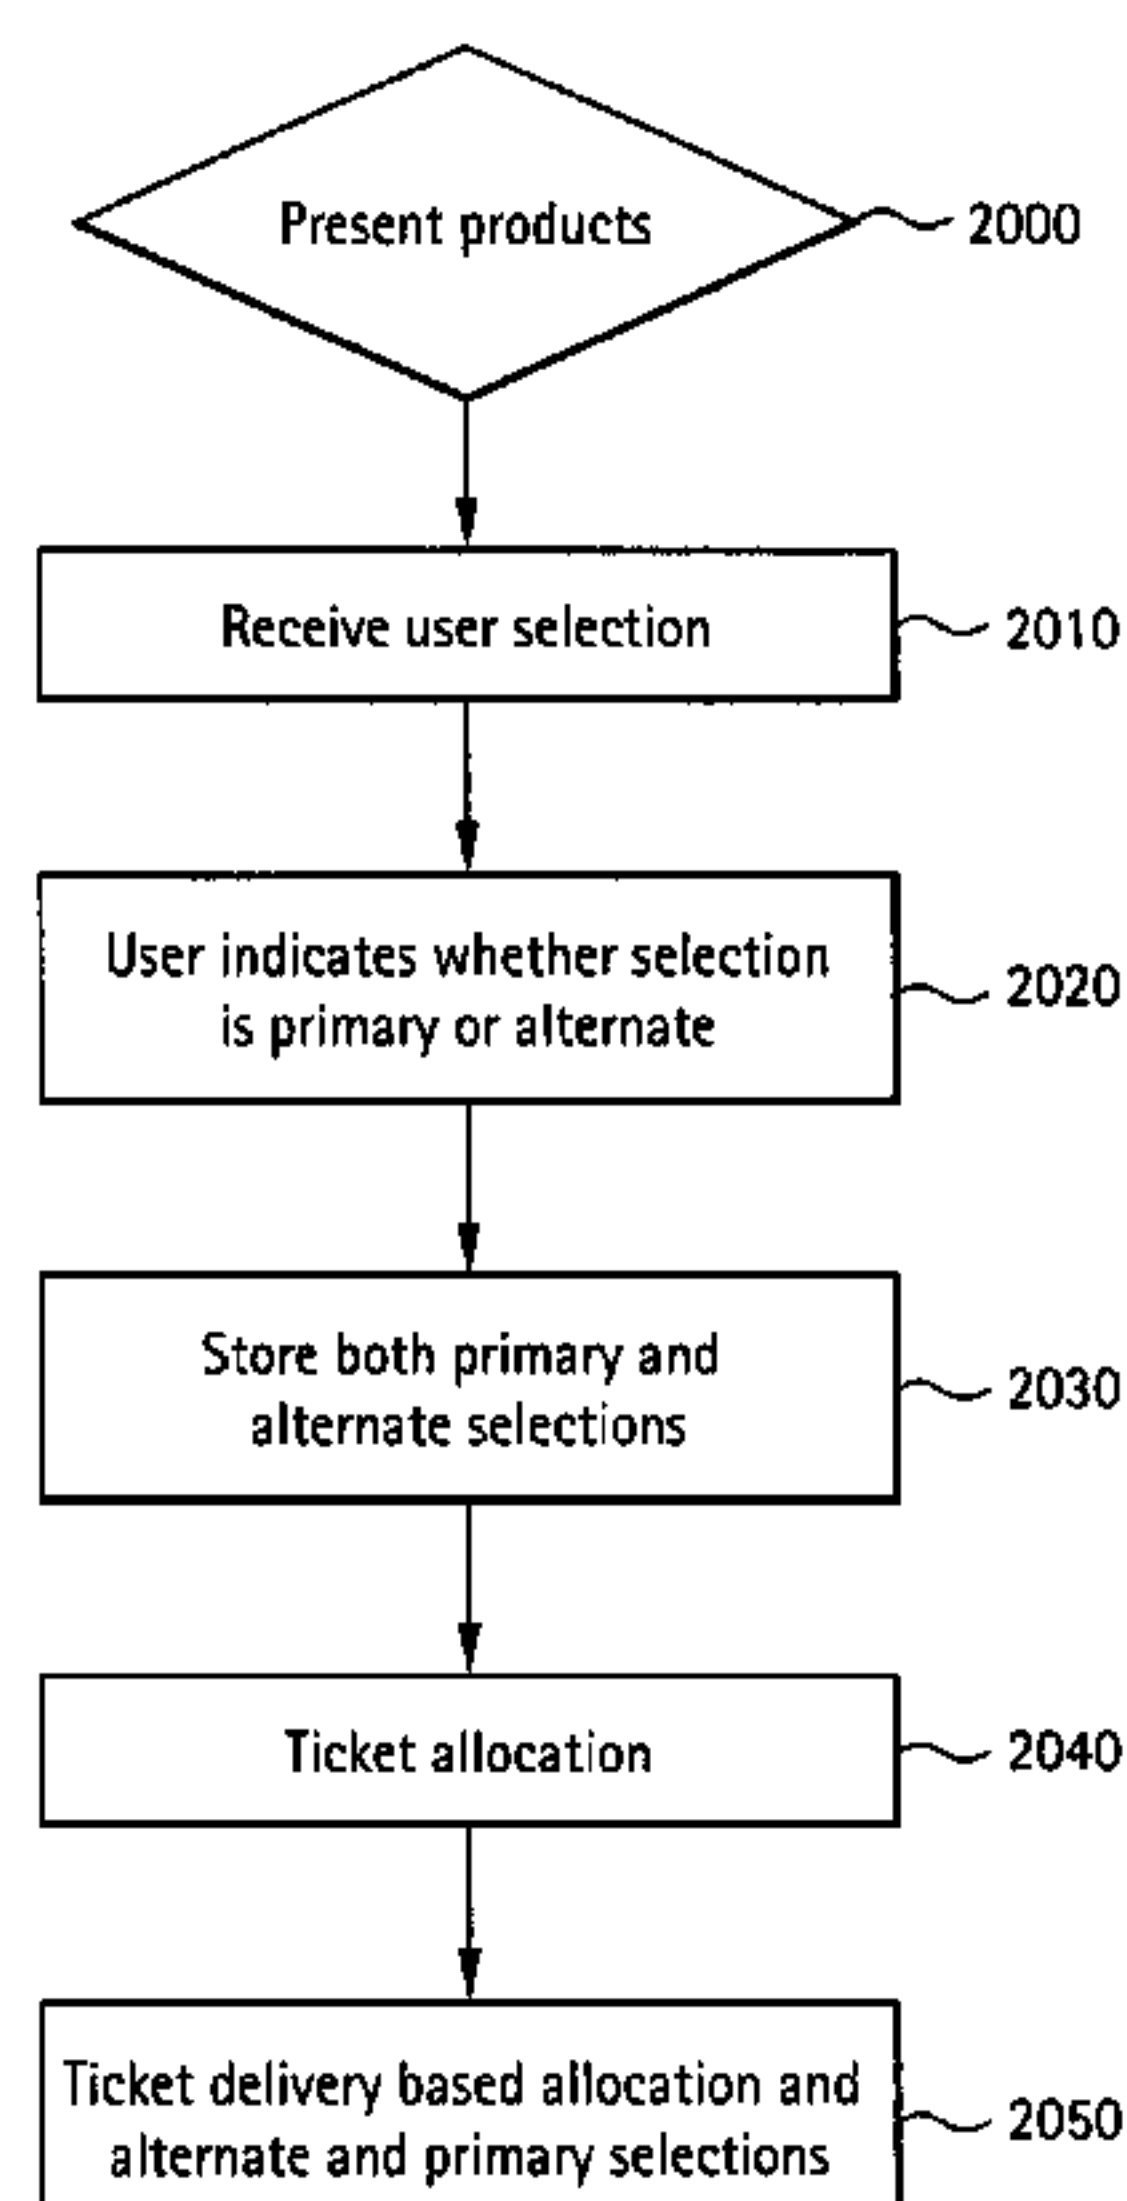 Present products
2000
Receive user selection
2010
User indicates whether selection
is primary or alternate
2020
Store both primary and
alternate selections
2030
Ticket allocation
2040
Ticket delivery based allocation and
alternate and primary selections
2050